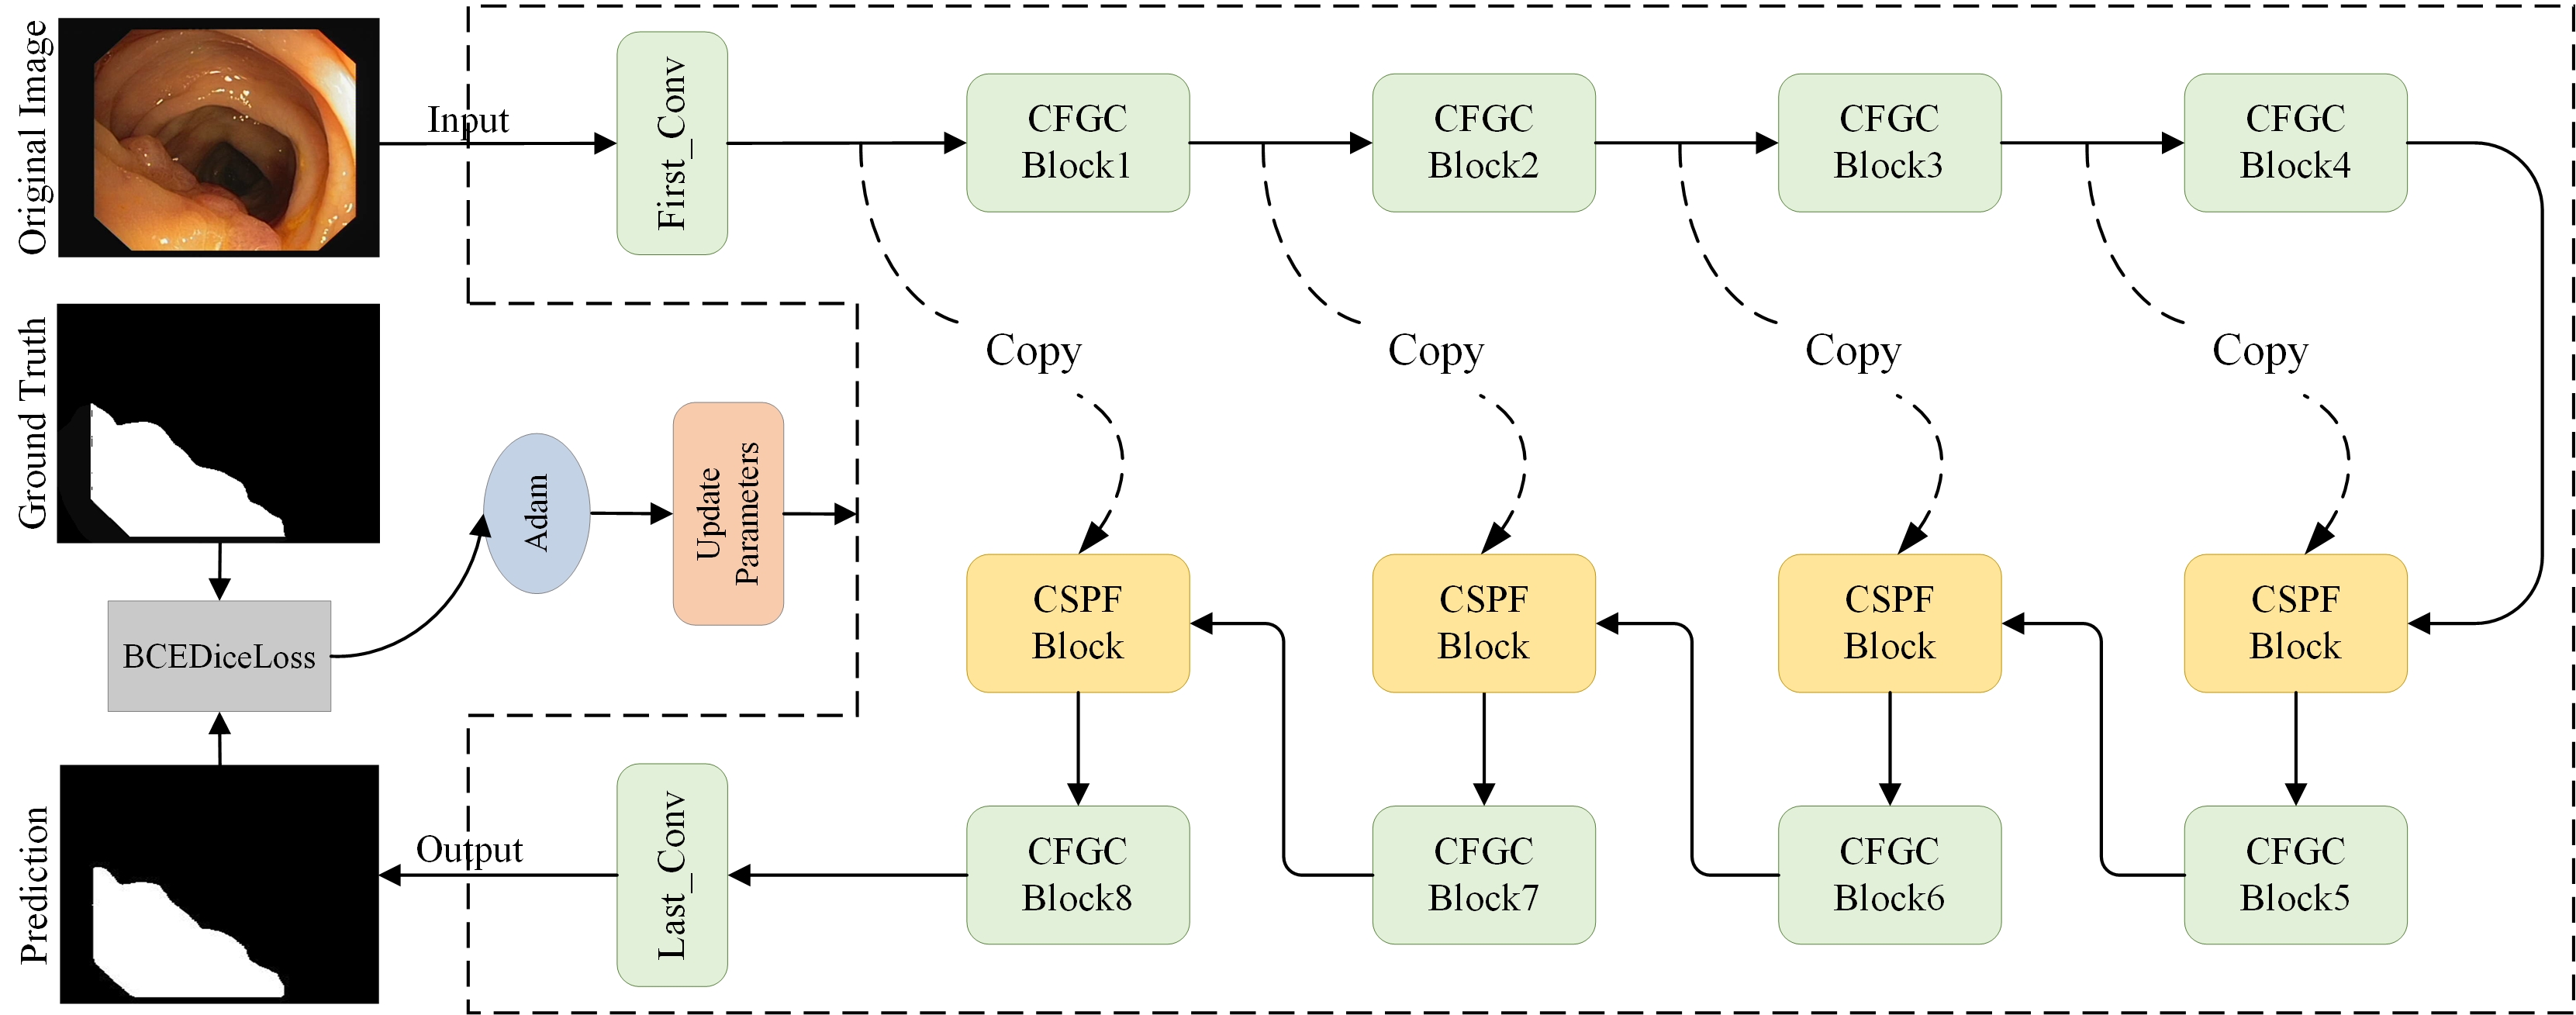 Original Image
Input
First_Conv
CFGC
Block1
CFGC
Block2
CFGC
Block3
CFGC
Block4
Copy
Copy
Copy
Copy
Ground Truth
Adam
Update
Parameters
BCEDiceLoss
CSPF
Block
CSPF
Block
CSPF
Block
CSPF
Block
Prediction
Output
Last_Conv
CFGC
Block8
CFGC
Block7
CFGC
Block6
CFGC
Block5